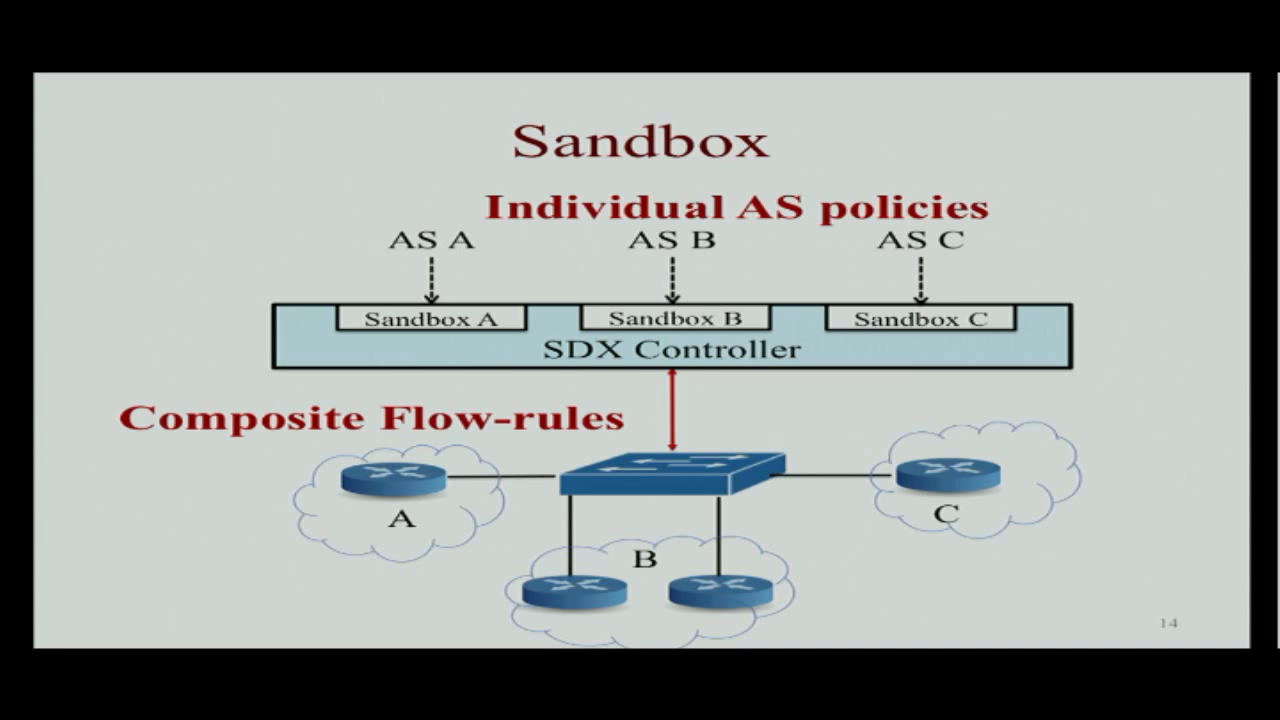 Sandbox
Individual AS policies
AS A
AS B
AS C
Sandbox A
Sandbox B
Sandbox C
SDX Controller
Composite Flow-rules
A
C
B
14